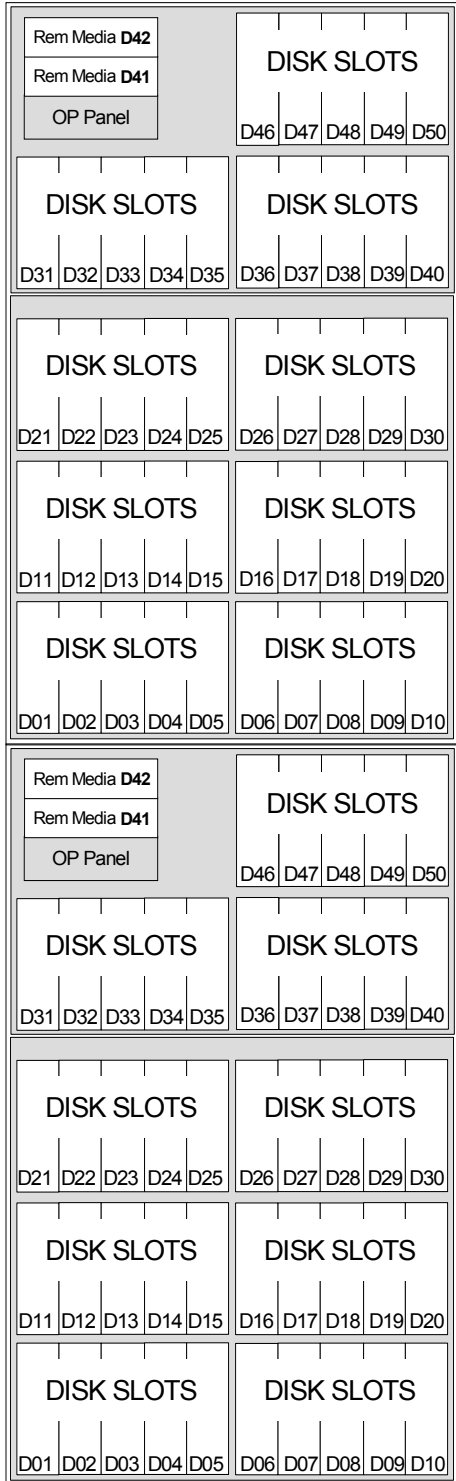 Rem Media D42
Rem Media D41
OP Panel
DISK SLOTS
D46 D47 D48 D49 D50
DISK SLOTS
D31 D32 D33 D34 D35
DISK SLOTS
D36 D37 D38 D39 D40
DISK SLOTS
D21 D22 D23 D24 D25
DISK SLOTS
D26 D27 D28 D29 D30
DISK SLOTS
D11 D12 D13 D14 D15
DISK SLOTS
D16 D17 D18 D19 D20
DISK SLOTS
D01 D02 D03 D04 D05
DISK SLOTS
D06 D07 D08 D09 D10
Rem Media D42
Rem Media D41
OP Panel
DISK SLOTS
D46 D47 D48 D49 D50
DISK SLOTS
D31 D32 D33 D34 D35
DISK SLOTS
D36 D37 D38 D39 D40
DISK SLOTS
D21 D22 D23 D24 D25
DISK SLOTS
D26 D27 D28 D29 D30
DISK SLOTS
D11 D12 D13 D14 D15
DISK SLOTS
D16 D17 D18 D19 D20
DISK SLOTS
D01 D02 D03 D04 D05
DISK SLOTS
D06 D07 D08 D09 D10